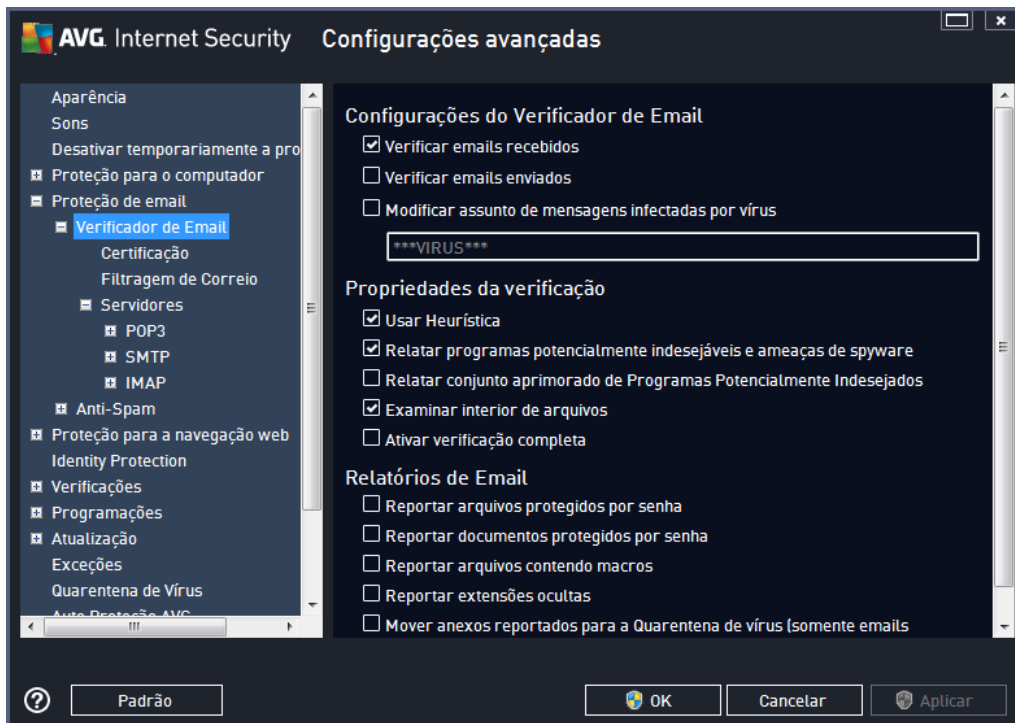 AVG. Internet Security Configurações avançadas
Aparência
Sons
Desativar temporariamente a pro
Proteção para o computador
Proteção de email
Verificador de Email
Certificação
Filtragem de Correio
Servidores
POP3
SMTP
IMAP
Anti-Spam
Proteção para a navegação web
Identity Protection
Verificações
Programações
Atualização
Exceções
Quarentena de Vírus
Auto Proteção AVG
Configurações do Verificador de Email
Verificar emails recebidos
Verificar emails enviados
Modificar assunto de mensagens infectadas por vírus
***VIRUS***
Propriedades da verificação
Usar Heurística
Relatar programas potencialmente indesejáveis e ameaças de spyware
Relatar conjunto aprimorado de Programas Potencialmente Indesejados
Examinar interior de arquivos
Ativar verificação completa
Relatórios de Email
Reportar arquivos protegidos por senha
Reportar documentos protegidos por senha
Reportar arquivos contendo macros
Reportar extensões ocultas
Mover anexos reportados para a Quarentena de vírus (somente emails
Padrão
OK
Cancelar
Aplicar